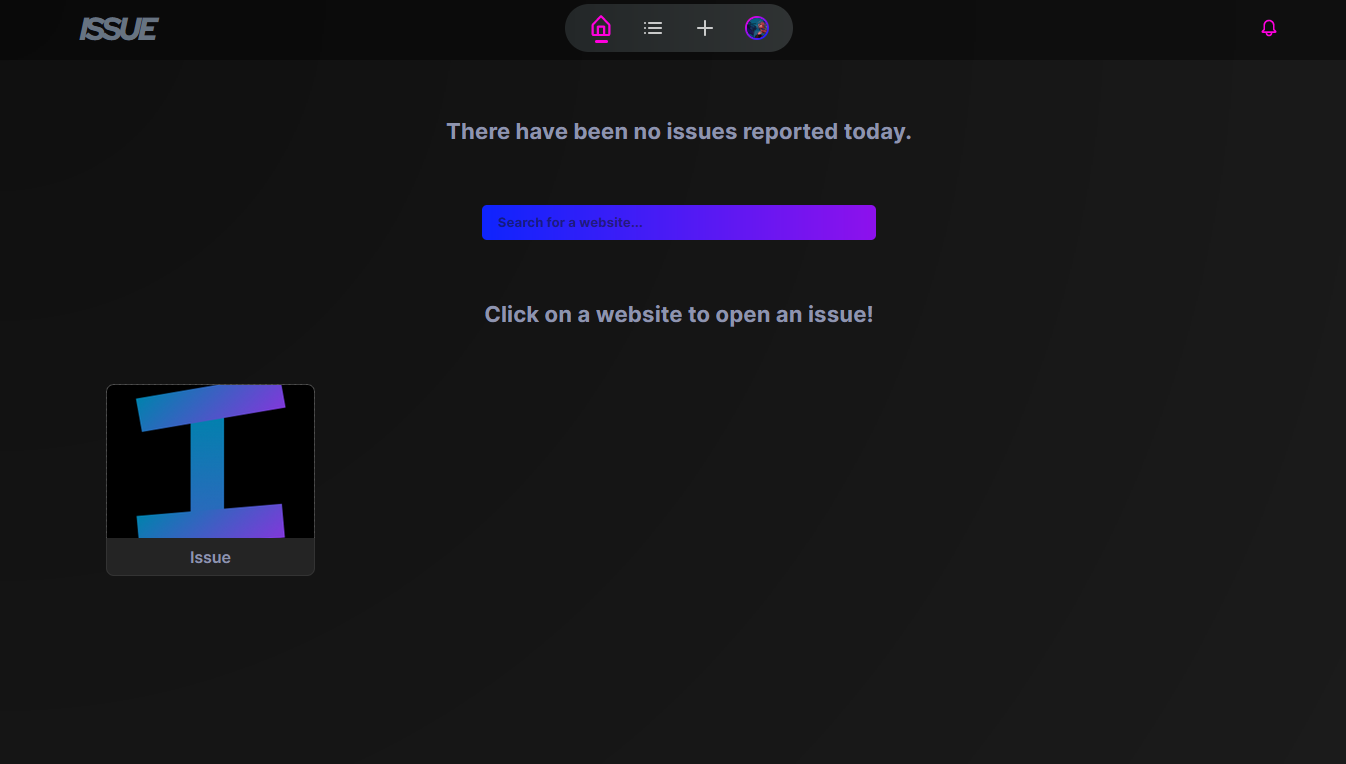 ISSUE
There have been no issues reported today.
Search for a website...
Click on a website to open an issue!
Issue